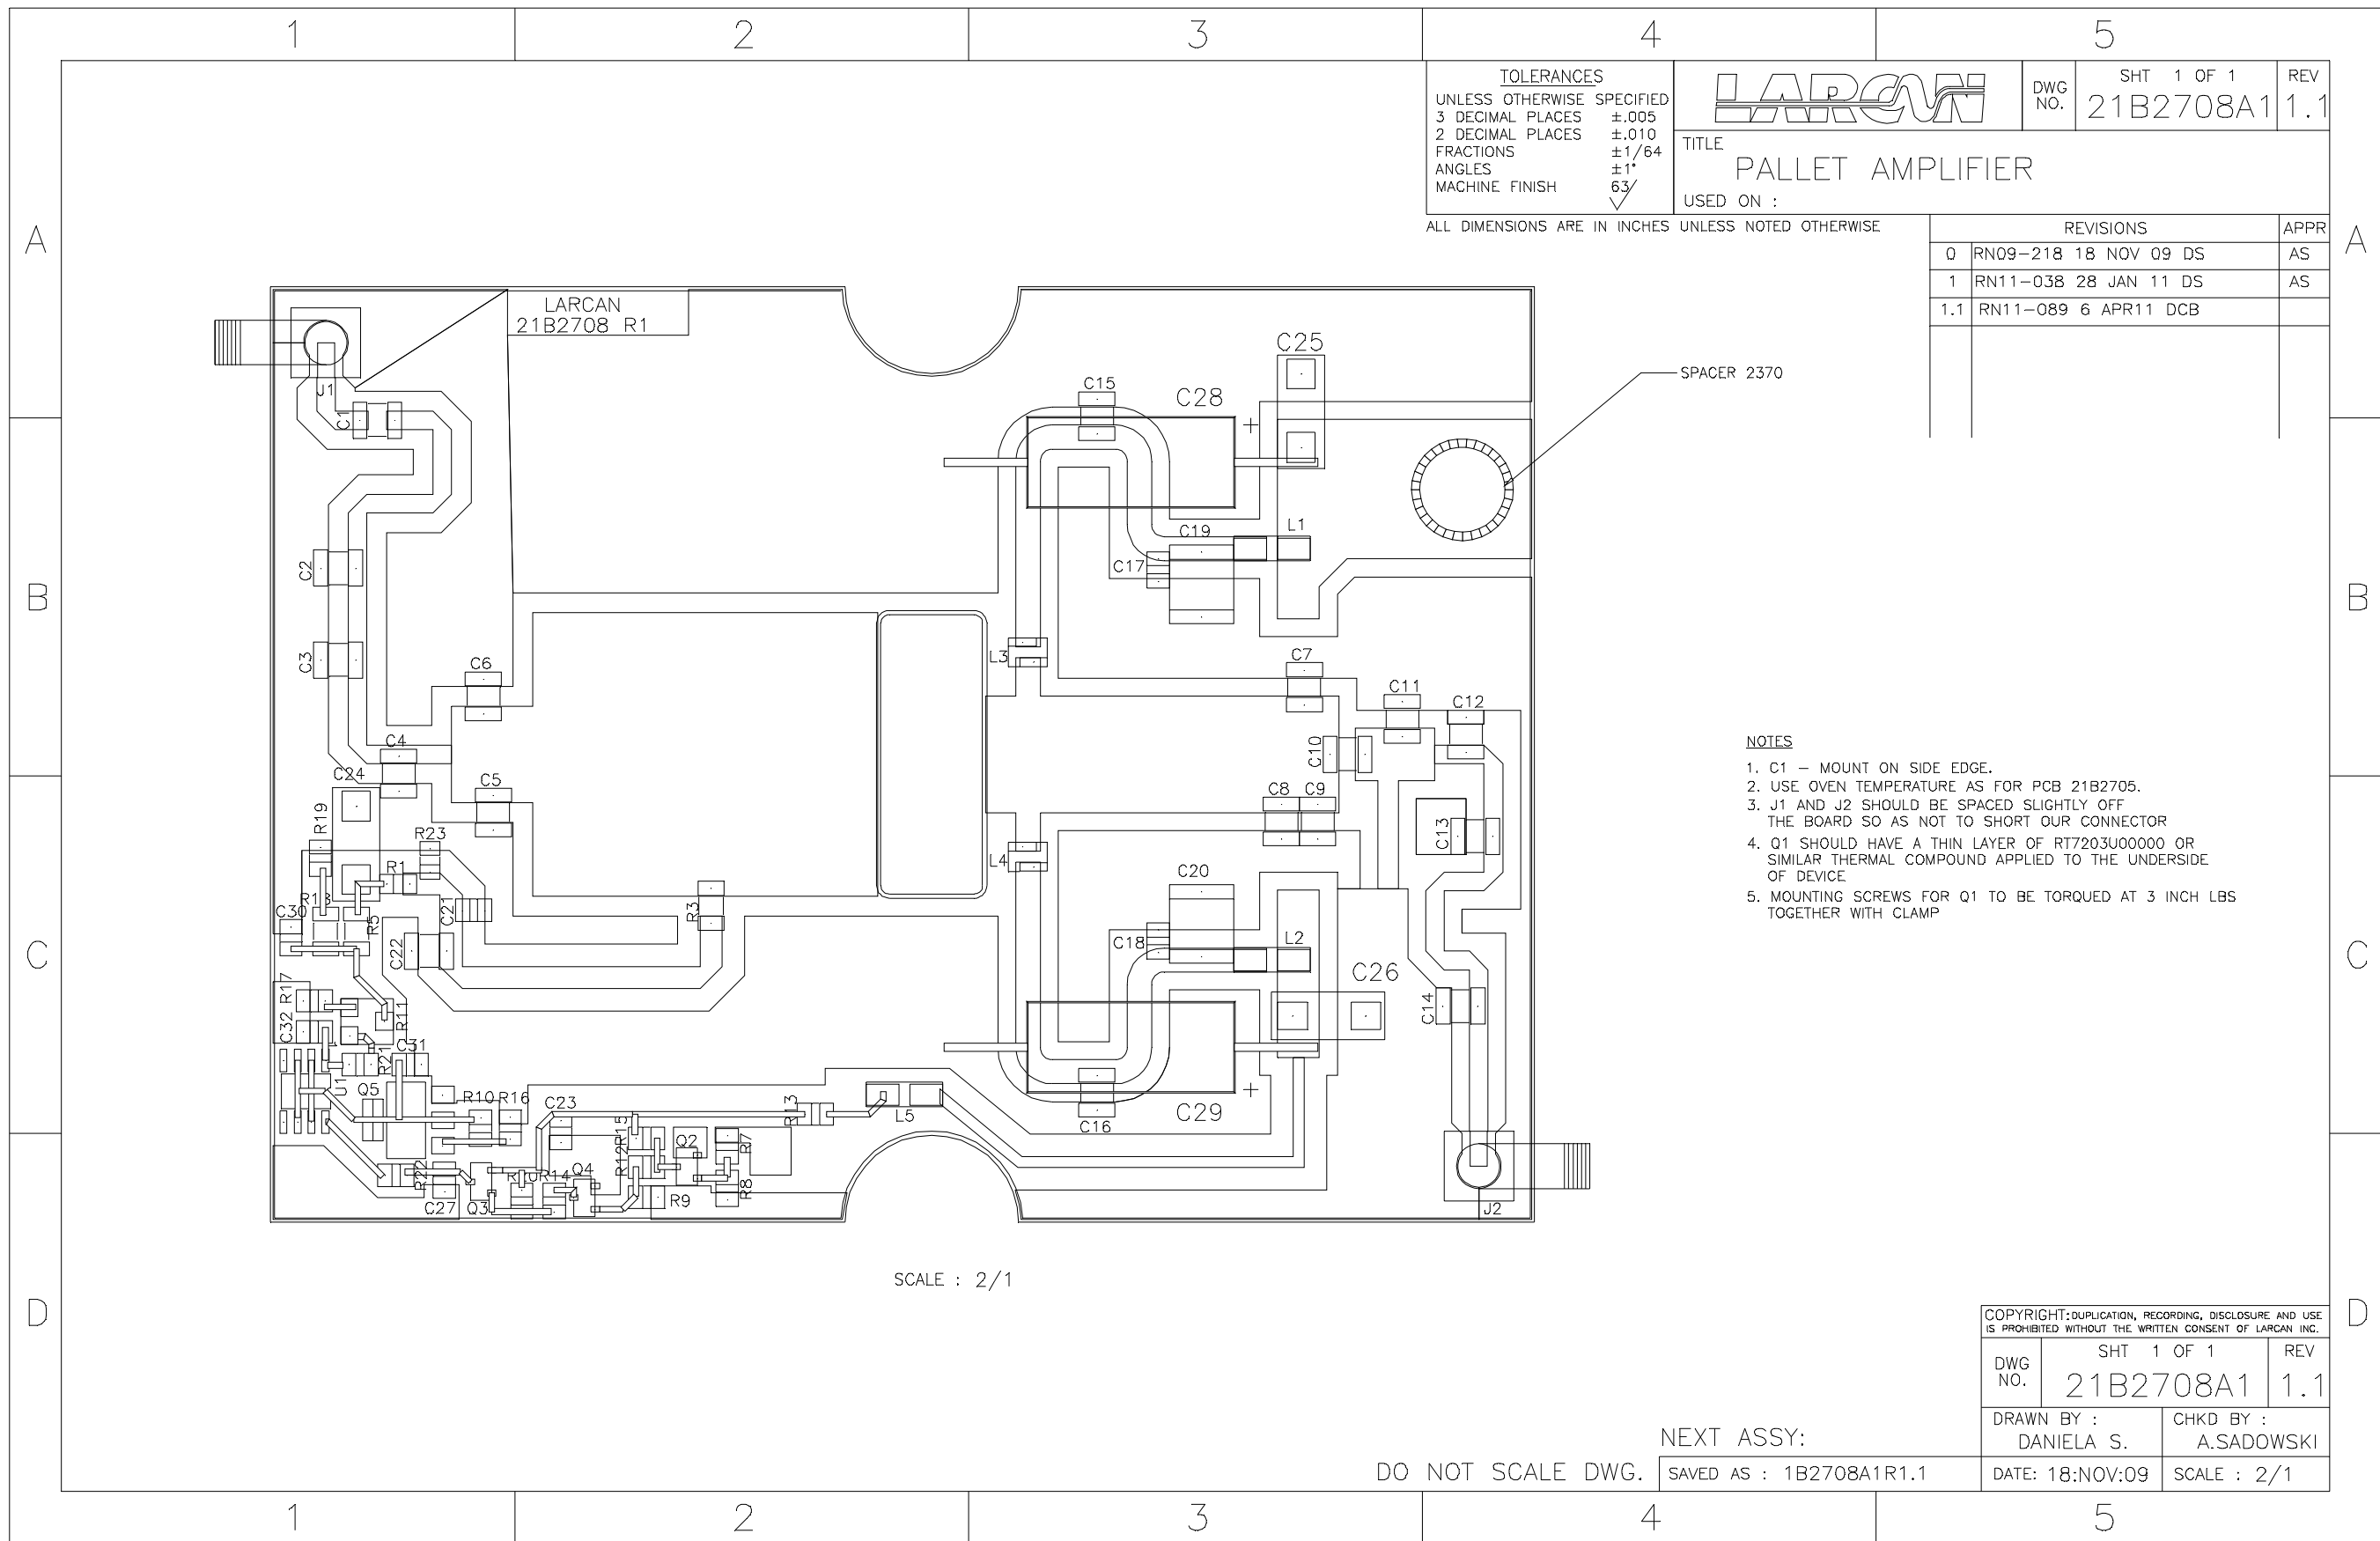 1 2 3 4 5
TOLERANCES
UNLESS OTHERWISE SPECIFIED
3 DECIMAL PLACES ±.005
2 DECIMAL PLACES ±.010
FRACTIONS ±1/64
ANGLES ±1°
MACHINE FINISH 63/
LARCAN
DWG NO.
SHT 1 OF 1
21B2708A1
REV
1.1
TITLE
PALLET AMPLIFIER
USED ON :
ALL DIMENSIONS ARE IN INCHES UNLESS NOTED OTHERWISE
REVISIONS APPR
0 RN09-218 18 NOV 09 DS AS
1 RN11-038 28 JAN 11 DS AS
1.1 RN11-089 6 APR11 DCB
A
A
LARCAN
21B2708 R1
J1
C1
C25
C15
C28
+
SPACER 2370
C19
L1
C17
C2
B
B
C3
C6
L3
C7
C11
C12
C4
C10
C24
C5
C8 C9
R19
R23
C13
L4
R1
C20
R3
C21
C30
R5
C22
C18
L2
C
C
C26
R17
C32
R11
C14
R21
C31
U1
Q5
R10 R16
C23
L5
C29
+
C16
R15
R12
Q2
R7
R22
R14
Q4
R8
C27
Q3
R9
J2
NOTES
1. C1 - MOUNT ON SIDE EDGE.
2. USE OVEN TEMPERATURE AS FOR PCB 21B2705.
3. J1 AND J2 SHOULD BE SPACED SLIGHTLY OFF
THE BOARD SO AS NOT TO SHORT OUR CONNECTOR
4. Q1 SHOULD HAVE A THIN LAYER OF RT7203U00000 OR
SIMILAR THERMAL COMPOUND APPLIED TO THE UNDERSIDE
OF DEVICE
5. MOUNTING SCREWS FOR Q1 TO BE TORQUED AT 3 INCH LBS
TOGETHER WITH CLAMP
SCALE : 2/1
D
D
COPYRIGHT: DUPLICATION, RECORDING, DISCLOSURE AND USE
IS PROHIBITED WITHOUT THE WRITTEN CONSENT OF LARCAN INC.
DWG NO.
SHT 1 OF 1
21B2708A1
REV
1.1
DRAWN BY :
DANIELA S.
CHKD BY :
A.SADOWSKI
NEXT ASSY:
DO NOT SCALE DWG.
SAVED AS : 1B2708A1R1.1
DATE: 18:NOV:09
SCALE : 2/1
1 2 3 4 5